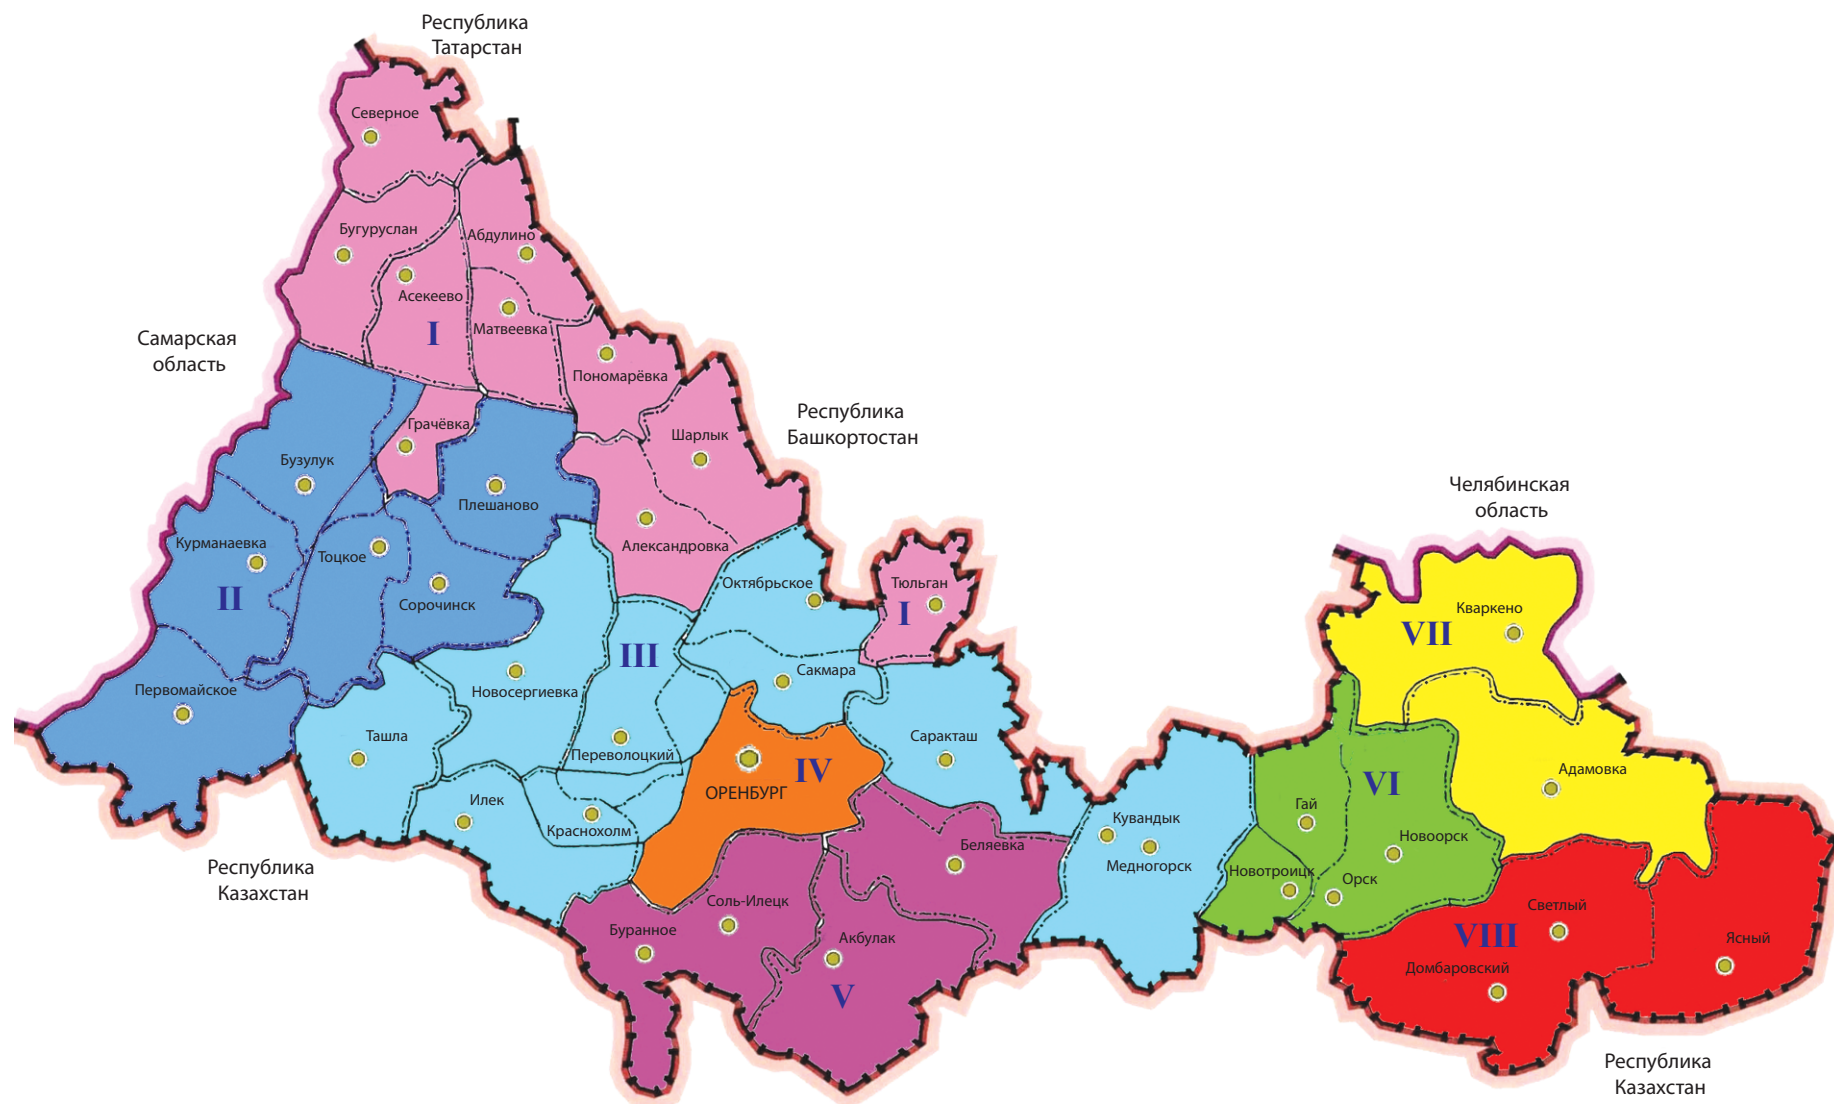 Республика
Татарстан
Северное
Бугуруслан
Абдулино
Асекеево
I
Матвеевка
Самарская
область
Пономарёвка
Грачёвка
Шарлык
Республика
Башкортостан
Бузулук
Плешаново
Курманаевка
Тоцкое
Александровка
II
Сорочинск
Октябрьское
Тюльган
I
Челябинская
область
Кваркено
VII
III
Первомайское
Новосергиевка
Сакмара
Ташла
Переволоцкий
Саракташ
IV
ОРЕНБУРГ
Илек
Краснохолм
Адамовка
VI
Гай
Кувандык
Медногорск
Новоорск
Беляевка
Новотроицк
Орск
Республика
Казахстан
Соль-Илецк
Буранное
Акбулак
V
Светлый
VIII
Домбаровский
Ясный
Республика
Казахстан